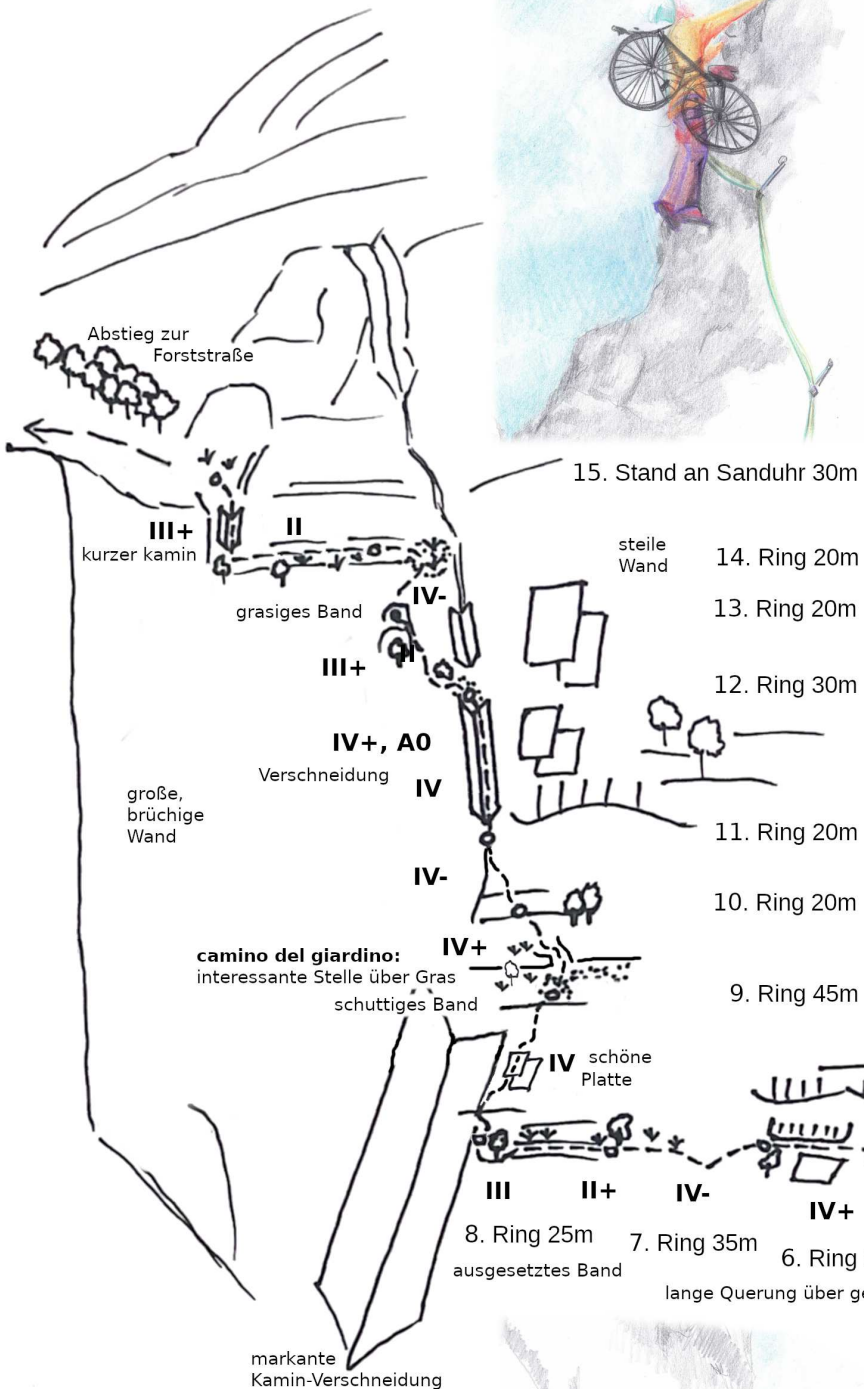 Abstieg zur
Forststraße
15. Stand an Sanduhr 30m
III+
II
kurzer kamin
steile
Wand
14. Ring 20m
IV-
grasiges Band
13. Ring 20m
II
III+
12. Ring 30m
IV+, A0
Verschneidung
IV
große,
brüchige
Wand
11. Ring 20m
IV-
10. Ring 20m
camino del giardino:
IV+
interessante Stelle über Gras
schuttiges Band
9. Ring 45m
IV
schöne
Platte
III
II+
IV-
IV+
8. Ring 25m
7. Ring 35m
6. Ring
ausgesetztes Band
lange Querung über ge
markante
Kamin-Verschneidung